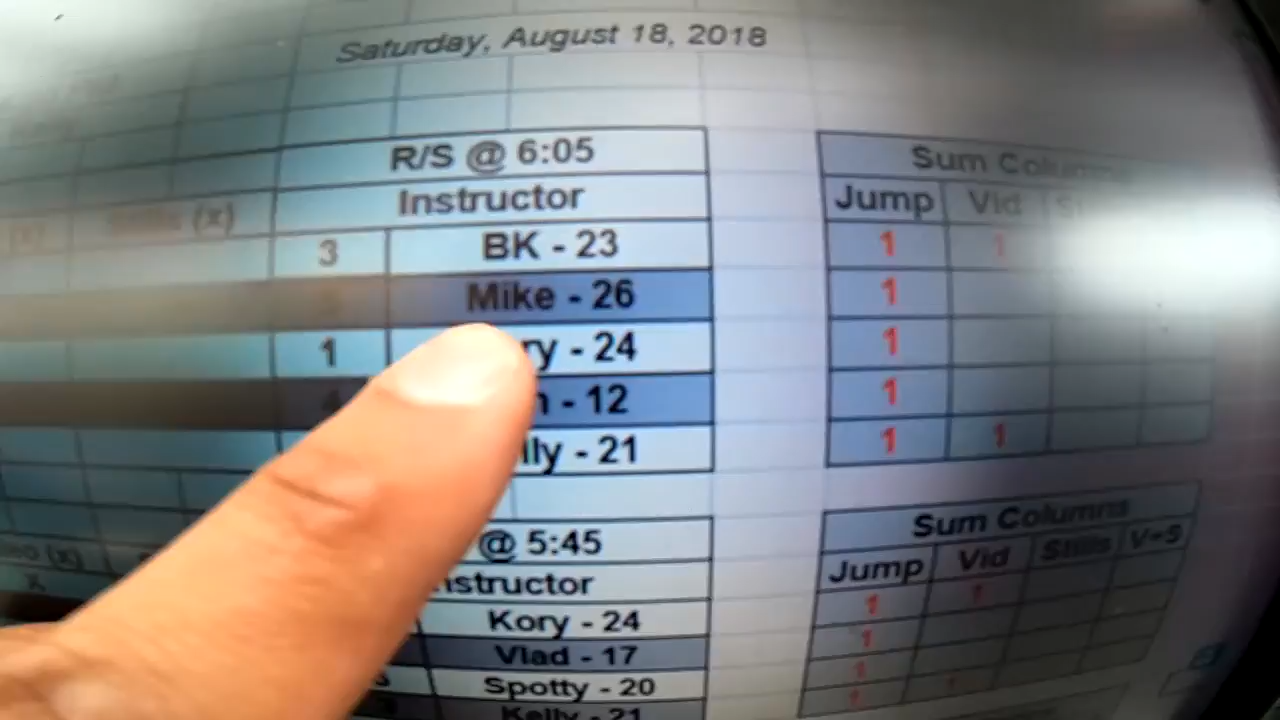 Saturday, August 18, 2018
R/S @ 6:05
Sum Columns
Instructor
Jump Vid
(x)
3 BK - 23 1 1
Mike - 26 1
1 ry - 24 1
- 12 1
lly - 21 1 1
@ 5:45
Sum Columns
nstructor
Jump Vid Stills V+S
(x)
x
Kory - 24 1 1
Vlad - 17 1
Spotty - 20 1
Kelly - 21 1